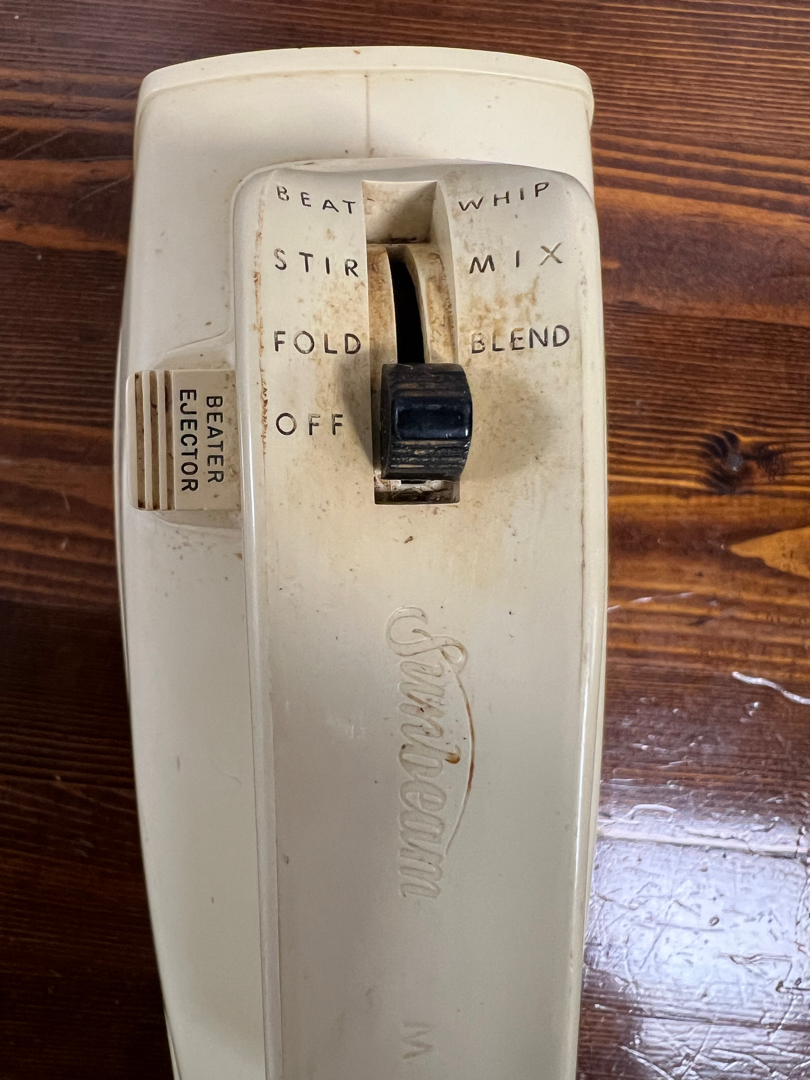 BEAT WHIP
STIR MIX
FOLD BLEND
OFF
BEATER
EJECTOR
Sunbeam
M